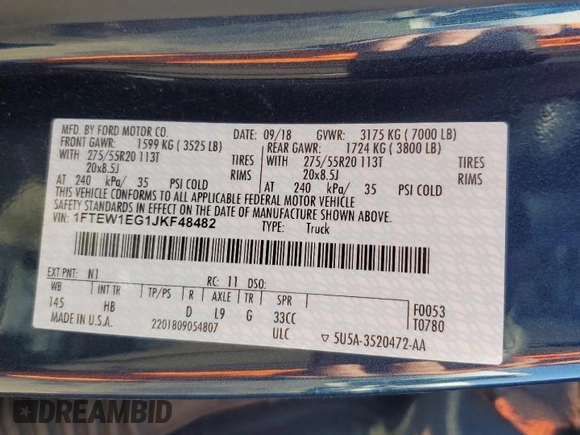 MFD. BY FORD MOTOR CO.
DATE: 09/18 GVWR: 3175 KG ( 7000 LB)
FRONT GAWR: 1599 KG ( 3525 LB) REAR GAWR: 1724 KG ( 3800 LB)
WITH 275/55R20 113T TIRES WITH 275/55R20 113T TIRES
20x8.5J RIMS 20x8.5J RIMS
AT 240 kPa/ 35 PSI COLD AT 240 kPa/ 35 PSI COLD
THIS VEHICLE CONFORMS TO ALL APPLICABLE FEDERAL MOTOR VEHICLE
SAFETY STANDARDS IN EFFECT ON THE DATE OF MANUFACTURE SHOWN ABOVE.
VIN: 1FTEW1EG1JKF48482 TYPE: Truck
EXT PNT: N1 RC: 11 DSO: F0053
WB INT TR TP/PS R AXLE TR SPR T0780
145 HB D L9 G 33CC
MADE IN U.S.A. 2201809054807 ULC ▽ 5U5A-3520472-AA
DREAMBID